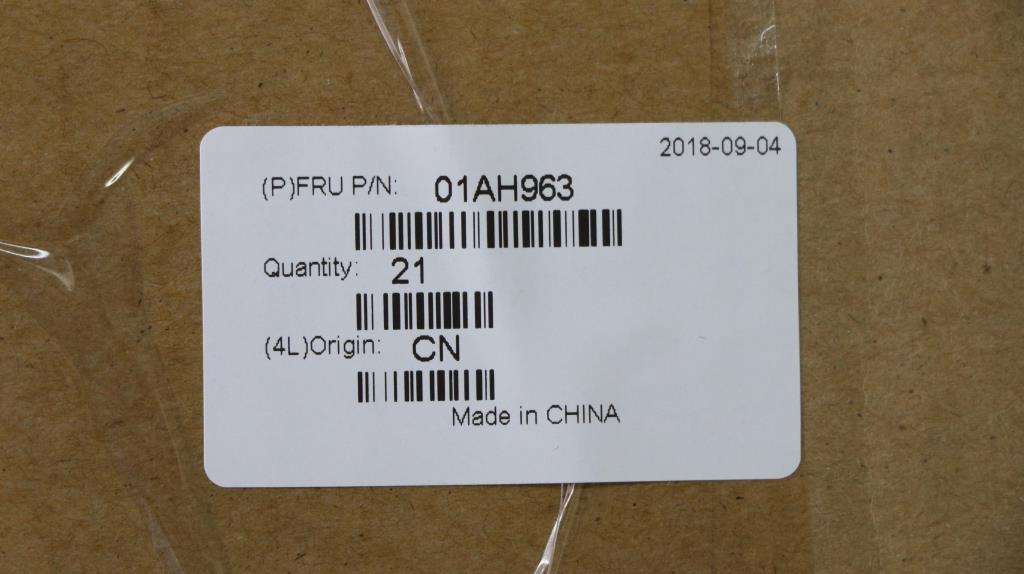 2018-09-04
(P)FRU P/N: 01AH963
Quantity: 21
(4L)Origin: CN
Made in CHINA